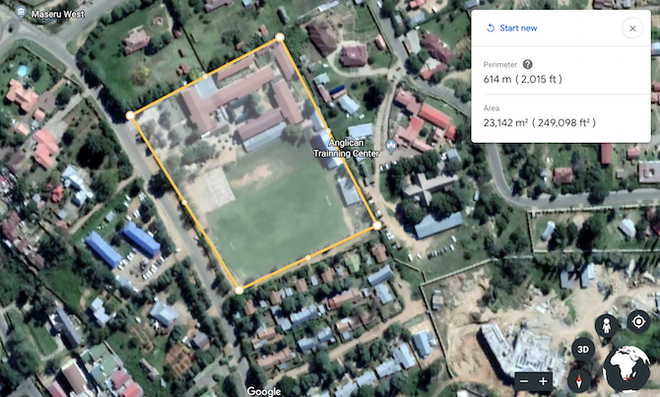 Maseru West
Start new
Perimeter
614 m ( 2,015 ft )
Area
23,142 m² ( 249,098 ft² )
Anglican
Trainning Center
3D
Google